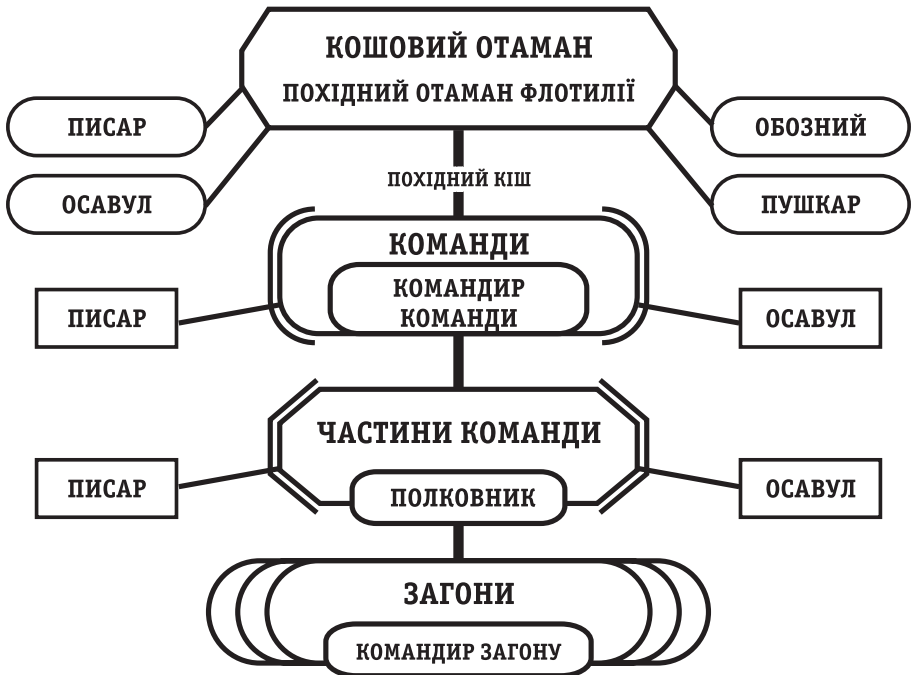 КОШОВИЙ ОТАМАН
ПОХІДНИЙ ОТАМАН ФЛОТИЛІЇ
ПИСАР
ОБОЗНИЙ
ОСАВУЛ
ПУШКАР
ПОХІДНИЙ КІШ
КОМАНДИ
КОМАНДИР
КОМАНДИ
ПИСАР
ОСАВУЛ
ЧАСТИНИ КОМАНДИ
ПИСАР
ПОЛКОВНИК
ОСАВУЛ
ЗАГОНИ
КОМАНДИР ЗАГОНУ